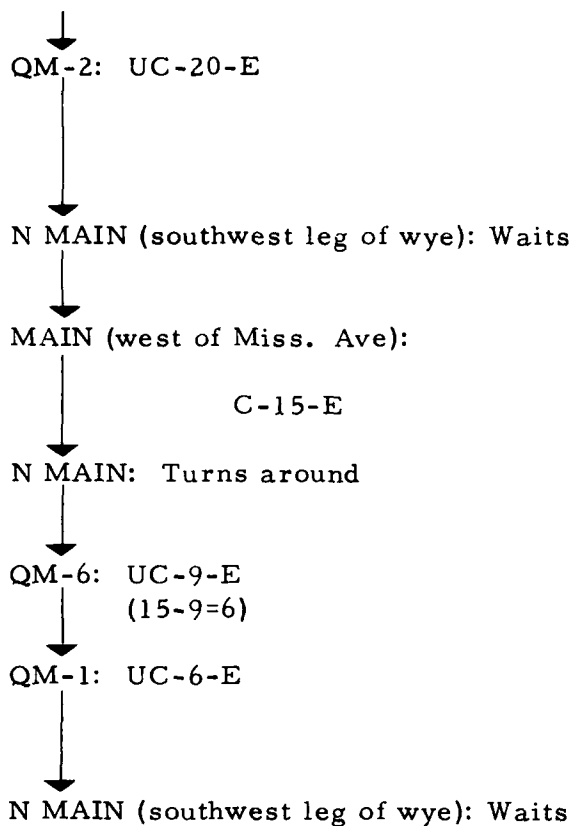 QM-2: UC-20-E
N MAIN (southwest leg of wye): Waits
MAIN (west of Miss. Ave):
C-15-E
N MAIN: Turns around
QM-6: UC-9-E
(15-9=6)
QM-1: UC-6-E
N MAIN (southwest leg of wye): Waits